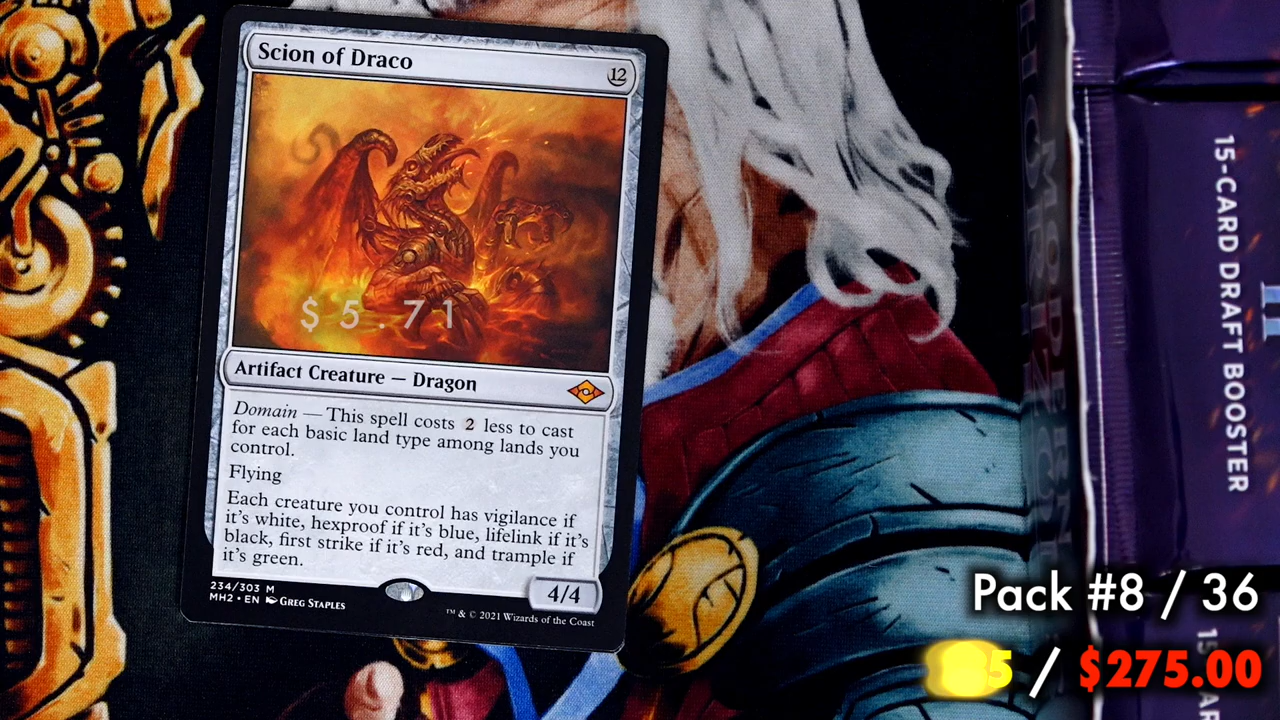 Scion of Draco
12
$5.71
Artifact Creature — Dragon
Domain — This spell costs 2 less to cast
for each basic land type among lands you
control.
Flying
Each creature you control has vigilance if
it's white, hexproof if it's blue, lifelink if it's
black, first strike if it's red, and trample if
it's green.
4/4
234/303 M
MH2 • EN GREG STAPLES
™ & © 2021 Wizards of the Coast
15-CARD DRAFT BOOSTER
Pack #8 / 36
5 / $275.00